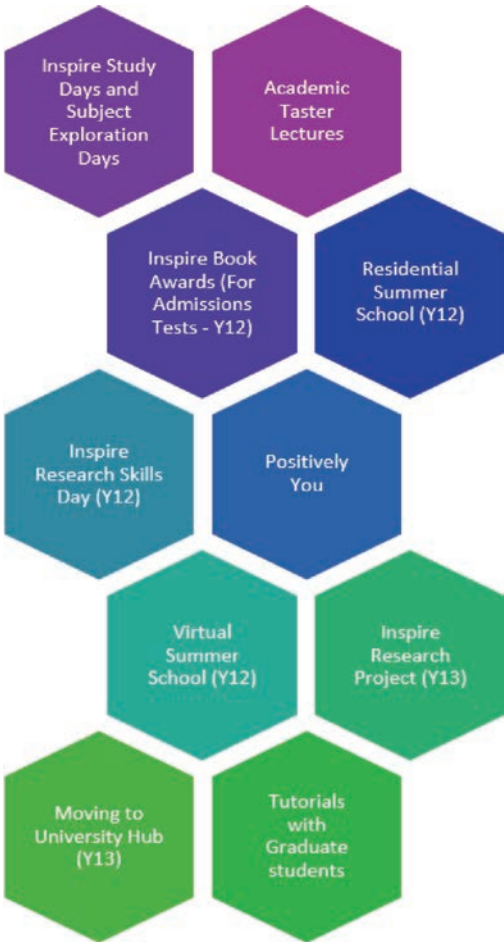 Inspire Study
Days and
Subject
Exploration
Days
Academic
Taster
Lectures
Inspire Book
Awards (For
Admissions
Tests - Y12)
Residential
Summer
School (Y12)
Inspire
Research Skills
Day (Y12)
Positively
You
Virtual
Summer
School (Y12)
Inspire
Research
Project (Y13)
Moving to
University Hub
(Y13)
Tutorials
with
Graduate
students